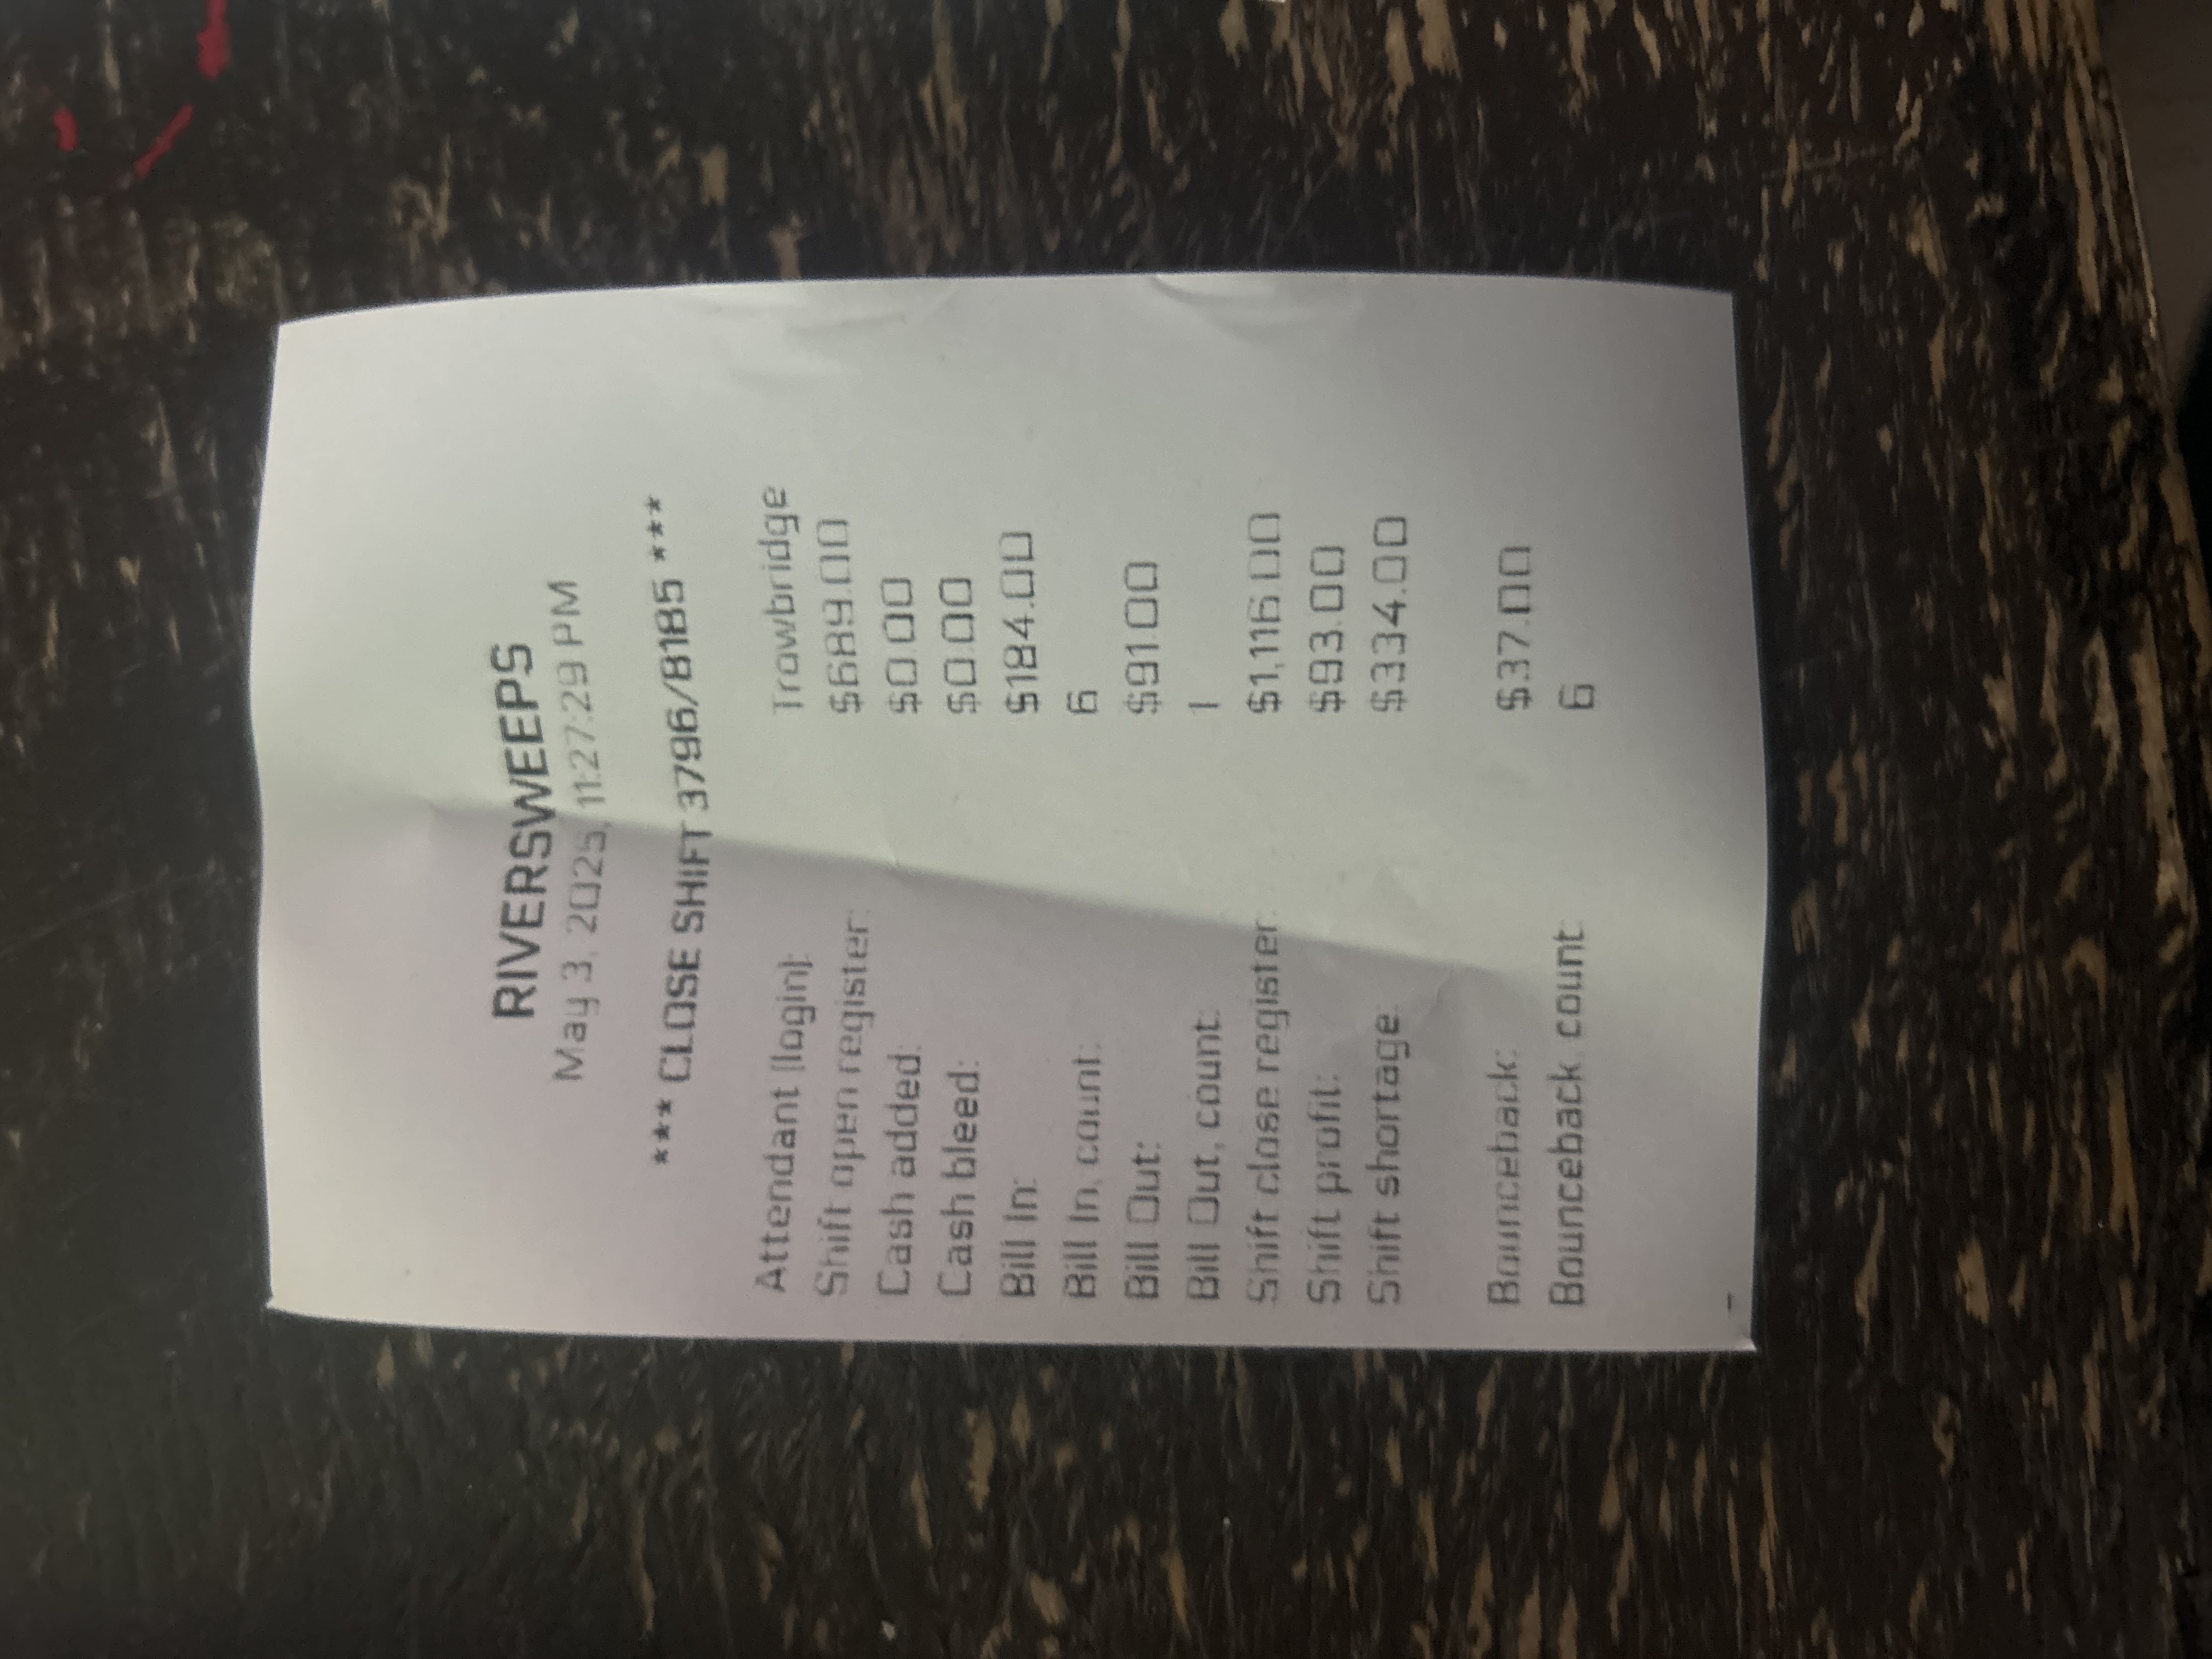 RIVERSWEEPS
May 3, 2025, 11:27:29 PM
*** CLOSE SHIFT 3796/8185 ***
Attendant (login): Trowbridge
Shift open register: $689.00
Cash added: $0.00
Cash bleed: $0.00
Bill In: $184.00
Bill In, count: 6
Bill Out: $91.00
Bill Out, count: 1
Shift close register: $1,116.00
Shift profit: $93.00
Shift shortage: $334.00
Bounceback: $37.00
Bounceback count: 6